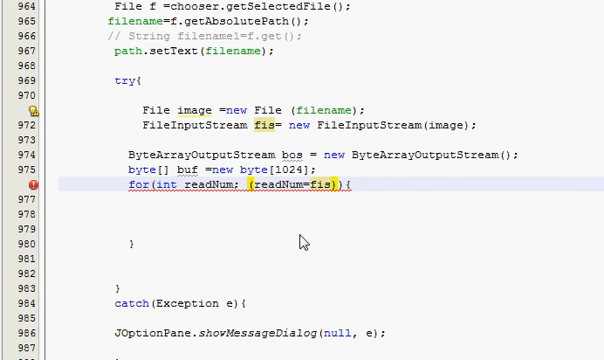 964 File f =chooser.getSelectedFile();
965 filename=f.getAbsolutePath();
966 // String filename1=f.get();
967 path.setText(filename);
968
969 try{
970
File image =new File (filename);
972 FileInputStream fis= new FileInputStream(image);
973
974 ByteArrayOutputStream bos = new ByteArrayOutputStream();
975 byte[] buf =new byte[1024];
for(int readNum; (readNum=fis)){
977
978
979
980 }
981
982
983 }
984 catch(Exception e){
985
986 JOptionPane.showMessageDialog(null, e);